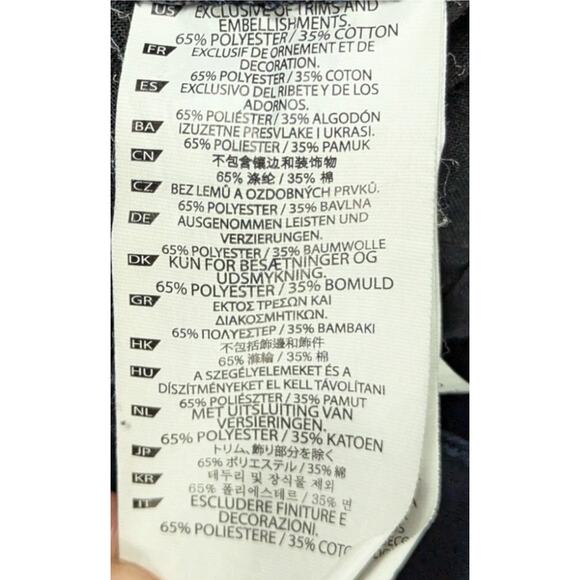 US EXCLUSIVE OF TRIMS AND
EMBELLISHMENTS.
65% POLYESTER / 35% COTTON
FR EXCLUSIF DE ORNEMENT ET DE
DECORATION.
65% POLYESTER / 35% COTON
ES EXCLUSIVO DEL RIBETE Y DE LOS
ADORNOS.
65% POLIÉSTER / 35% ALGODÓN
BA IZUZETNE PRESVLAKE I UKRASI.
65% POLYESTER / 35% PAMUK
CN 不包含镶边和装饰物
65% 涤纶 / 35% 棉
CZ BEZ LEMŮ A OZDOBNÝCH PRVKŮ.
65% POLYESTER / 35% BAVLNA
DE AUSGENOMMEN LEISTEN UND
VERZIERUNGEN.
65% POLYESTER / 35% BAUMWOLLE
DK KUN FOR BESÆTNINGER OG
UDSMYKNING.
65% POLYESTER / 35% BOMULD
GR ΕΚΤΟΣ ΤΡΕΣΩΝ ΚΑΙ
ΔΙΑΚΟΣΜΗΤΙΚΩΝ.
65% ΠΟΛΥΕΣΤΕΡ / 35% ΒΑΜΒΑΚΙ
HK 不包括飾邊和飾件
65% 滌綸 / 35% 棉
HU A SZEGÉLYELEMEKET ÉS A
DÍSZÍTMÉNYEKET EL KELL TÁVOLÍTANI
65% POLIÉSZTER / 35% PAMUT
NL MET UITSLUITING VAN
VERSIERINGEN.
65% POLYESTER / 35% KATOEN
JP トリム、飾り部分を除く
65% ポリエステル / 35% 綿
KR 테두리 및 장식물 제외
65% 폴리에스테르 / 35% 면
IT ESCLUDERE FINITURE E
DECORAZIONI.
65% POLIESTERE / 35% COTO